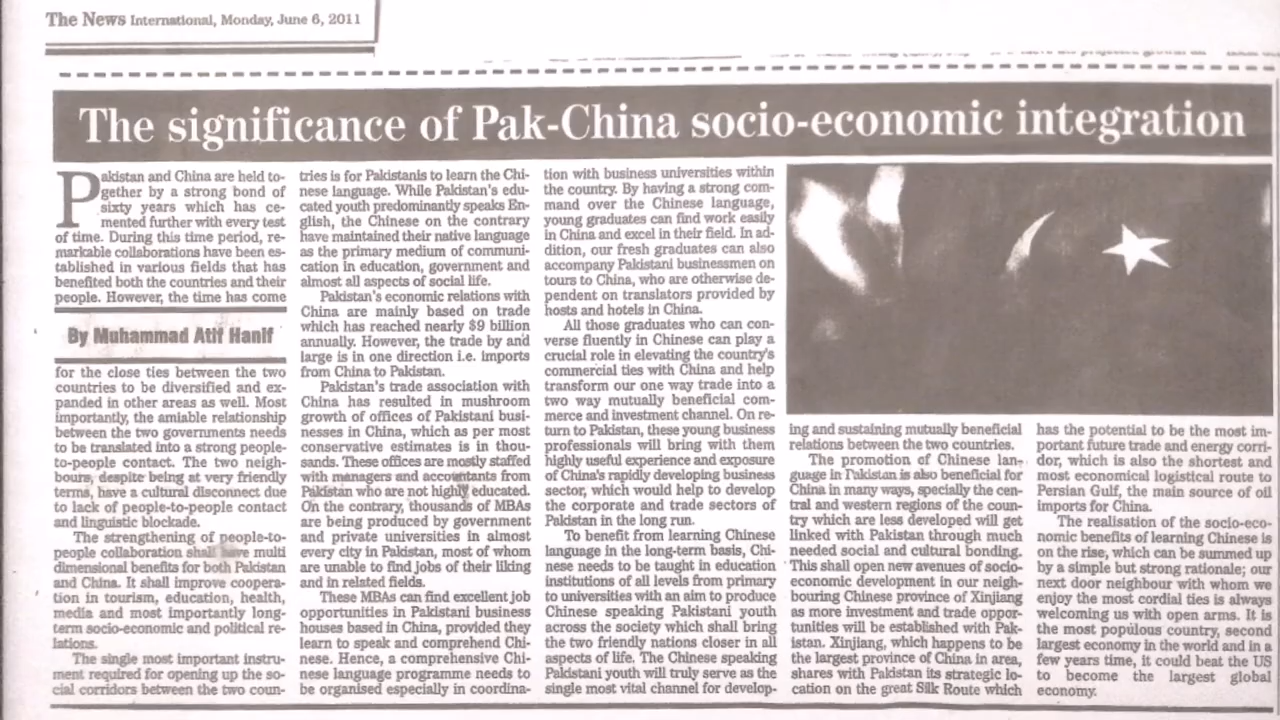 The News International, Monday, June 6, 2011
The significance of Pak-China socio-economic integration
Pakistan and China are held to-
gether by a strong bond of
sixty years which has ce-
mented further with every test
of time. During this time period, re-
markable collaborations have been es-
tablished in various fields that has
benefited both the countries and their
people. However, the time has come
By Muhammad Atif Hanif
for the close ties between the two
countries to be diversified and ex-
panded in other areas as well. Most
importantly, the amiable relationship
between the two governments needs
to be translated into a strong people-
to-people contact. The two neigh-
bours, despite being at very friendly
terms, have a cultural disconnect due
to lack of people-to-people contact
and linguistic blockade.
The strengthening of people-to-
people collaboration shall have multi
dimensional benefits for both Pakistan
and China. It shall improve coopera-
tion in tourism, education, health,
media and most importantly long-
term socio-economic and political re-
lations.
The single most important instru-
ment required for opening up the so-
cial corridors between the two coun-
tries is for Pakistanis to learn the Chi-
nese language. While Pakistan's edu-
cated youth predominantly speaks En-
glish, the Chinese on the contrary
have maintained their native language
as the primary medium of communi-
cation in education, government and
almost all aspects of social life.
Pakistan's economic relations with
China are mainly based on trade
which has reached nearly $9 billion
annually. However, the trade by and
large is in one direction i.e. imports
from China to Pakistan.
Pakistan's trade association with
China has resulted in mushroom
growth of offices of Pakistani busi-
nesses in China, which as per most
conservative estimates is in thou-
sands. These offices are mostly staffed
with managers and accountants from
Pakistan who are not highly educated.
On the contrary, thousands of MBAs
are being produced by government
and private universities in almost
every city in Pakistan, most of whom
are unable to find jobs of their liking
and in related fields.
These MBAs can find excellent job
opportunities in Pakistani business
houses based in China, provided they
learn to speak and comprehend Chi-
nese. Hence, a comprehensive Chi-
nese language programme needs to
be organised especially in coordina-
tion with business universities within
the country. By having a strong com-
mand over the Chinese language,
young graduates can find work easily
in China and excel in their field. In ad-
dition, our fresh graduates can also
accompany Pakistani businessmen on
tours to China, who are otherwise de-
pendent on translators provided by
hosts and hotels in China.
All those graduates who can con-
verse fluently in Chinese can play a
crucial role in elevating the country's
commercial ties with China and help
transform our one way trade into a
two way mutually beneficial com-
merce and investment channel. On re-
turn to Pakistan, these young business
professionals will bring with them
highly useful experience and exposure
of China's rapidly developing business
sector, which would help to develop
the corporate and trade sectors of
Pakistan in the long run.
To benefit from learning Chinese
language in the long-term basis, Chi-
nese needs to be taught in education
institutions of all levels from primary
to universities with an aim to produce
Chinese speaking Pakistani youth
across the society which shall bring
the two friendly nations closer in all
aspects of life. The Chinese speaking
Pakistani youth will truly serve as the
single most vital channel for develop-
ing and sustaining mutually beneficial
relations between the two countries.
The promotion of Chinese lan-
guage in Pakistan is also beneficial for
China in many ways, specially the cen-
tral and western regions of the coun-
try which are less developed will get
linked with Pakistan through much
needed social and cultural bonding.
This shall open new avenues of socio-
economic development in our neigh-
bouring Chinese province of Xinjiang
as more investment and trade oppor-
tunities will be established with Pak-
istan. Xinjiang, which happens to be
the largest province of China in area,
shares with Pakistan its strategic lo-
cation on the great Silk Route which
has the potential to be the most im-
portant future trade and energy corri-
dor, which is also the shortest and
most economical logistical route to
Persian Gulf, the main source of oil
imports for China.
The realisation of the socio-eco-
nomic benefits of learning Chinese is
on the rise, which can be summed up
by a simple but strong rationale; our
next door neighbour with whom we
enjoy the most cordial ties is always
welcoming us with open arms. It is
the most populous country, second
largest economy in the world and in a
few years time, it could beat the US
to become the largest global
economy.